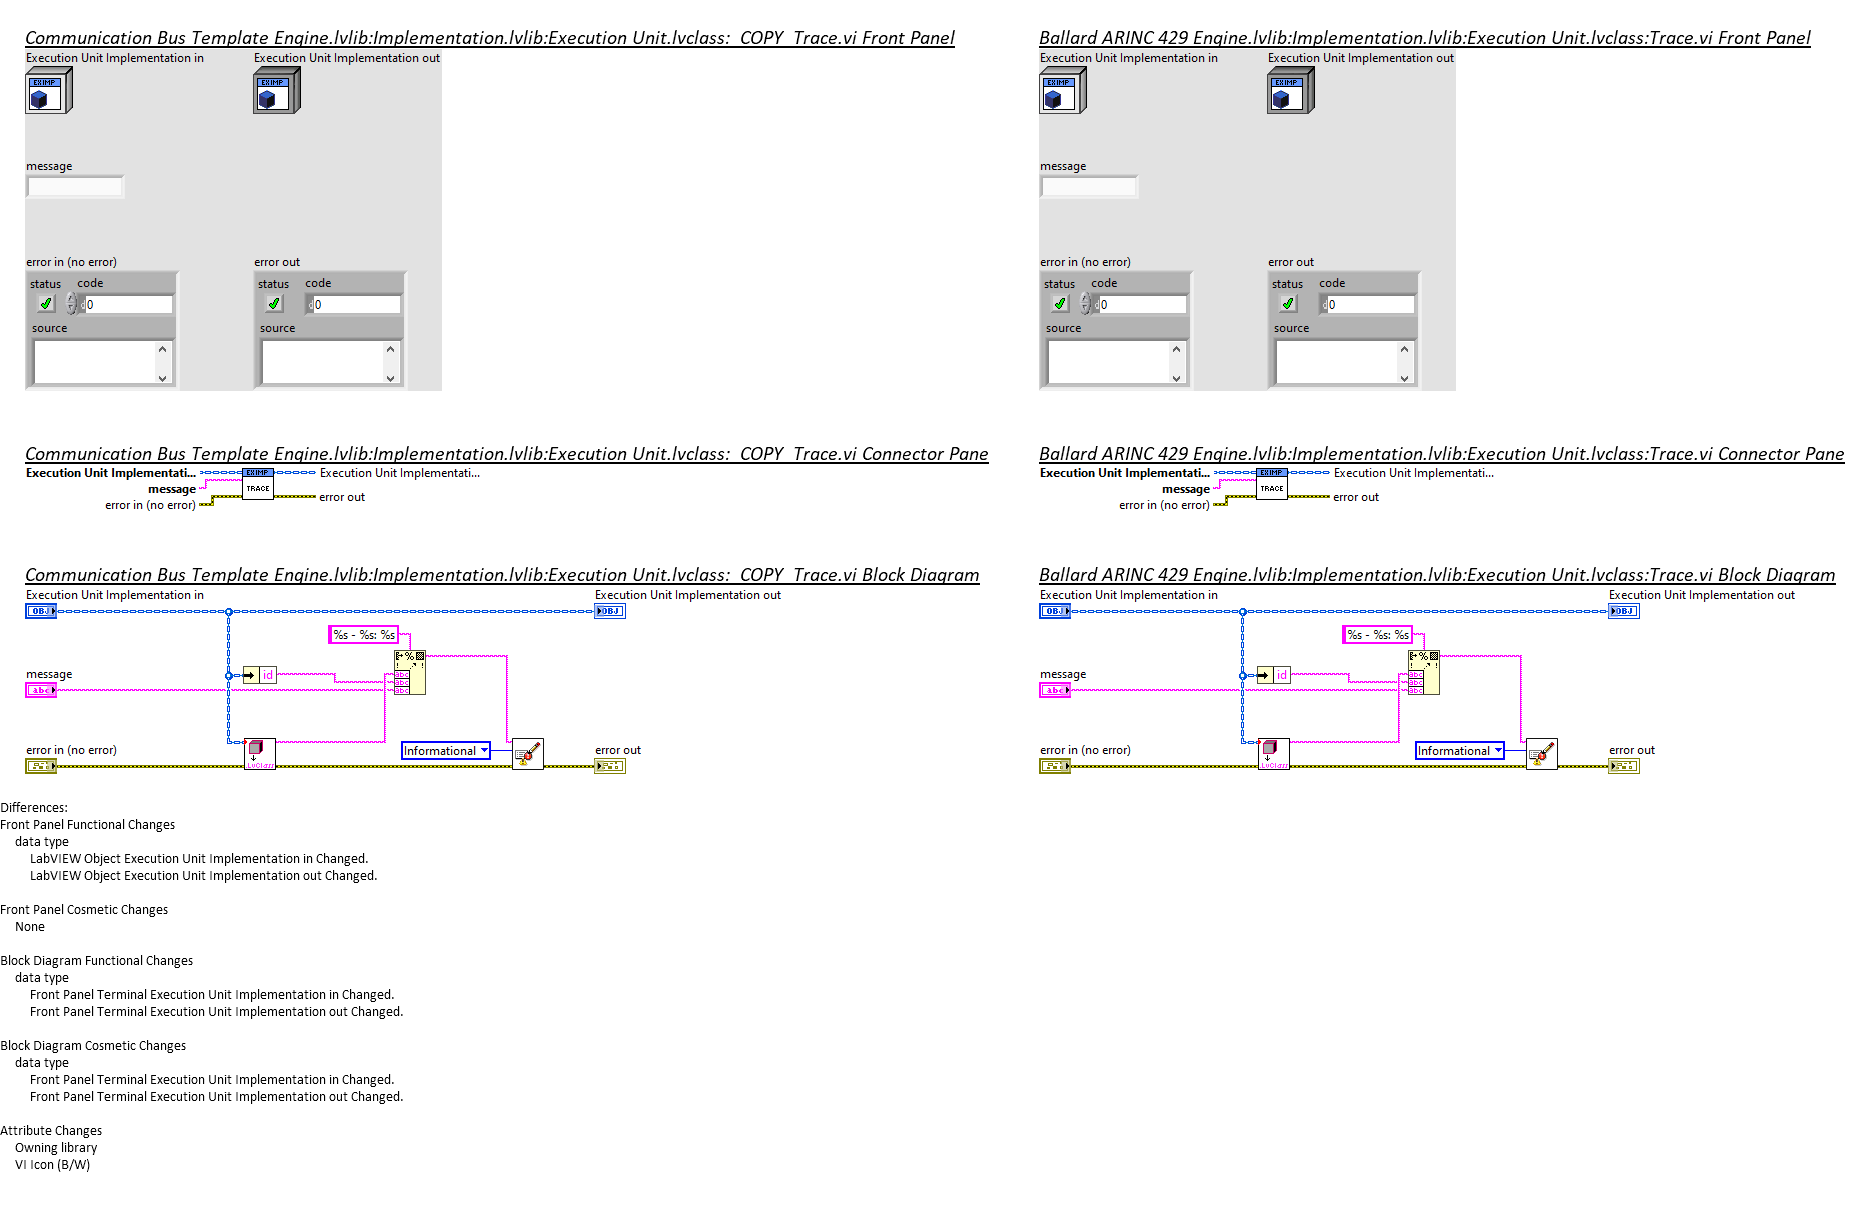 Communication Bus Template Engine.lvlib:Implementation.lvlib:Execution Unit.lvclass:_COPY_Trace.vi Front Panel
Execution Unit Implementation in
Execution Unit Implementation out
EXIMP
EXIMP
message
error in (no error)
error out
status
code
status
code
0
0
source
source
Ballard ARINC 429 Engine.lvlib:Implementation.lvlib:Execution Unit.lvclass:Trace.vi Front Panel
Execution Unit Implementation in
Execution Unit Implementation out
EXIMP
EXIMP
message
error in (no error)
error out
status
code
status
code
0
0
source
source
Communication Bus Template Engine.lvlib:Implementation.lvlib:Execution Unit.lvclass:_COPY_Trace.vi Connector Pane
Execution Unit Implementati...
EXIMP
Execution Unit Implementati...
message
TRACE
error in (no error)
error out
Ballard ARINC 429 Engine.lvlib:Implementation.lvlib:Execution Unit.lvclass:Trace.vi Connector Pane
Execution Unit Implementati...
EXIMP
Execution Unit Implementati...
message
TRACE
error in (no error)
error out
Communication Bus Template Engine.lvlib:Implementation.lvlib:Execution Unit.lvclass:_COPY_Trace.vi Block Diagram
Execution Unit Implementation in
Execution Unit Implementation out
OBJ
OBJ
%s - %s: %s
%
message
id
abc
abc
abc
abc
error in (no error)
Informational
error out
.LvClass
Ballard ARINC 429 Engine.lvlib:Implementation.lvlib:Execution Unit.lvclass:Trace.vi Block Diagram
Execution Unit Implementation in
Execution Unit Implementation out
OBJ
OBJ
%s - %s: %s
%
message
id
abc
abc
abc
abc
error in (no error)
Informational
error out
.LvClass
Differences:
Front Panel Functional Changes
data type
LabVIEW Object Execution Unit Implementation in Changed.
LabVIEW Object Execution Unit Implementation out Changed.
Front Panel Cosmetic Changes
None
Block Diagram Functional Changes
data type
Front Panel Terminal Execution Unit Implementation in Changed.
Front Panel Terminal Execution Unit Implementation out Changed.
Block Diagram Cosmetic Changes
data type
Front Panel Terminal Execution Unit Implementation in Changed.
Front Panel Terminal Execution Unit Implementation out Changed.
Attribute Changes
Owning library
VI Icon (B/W)